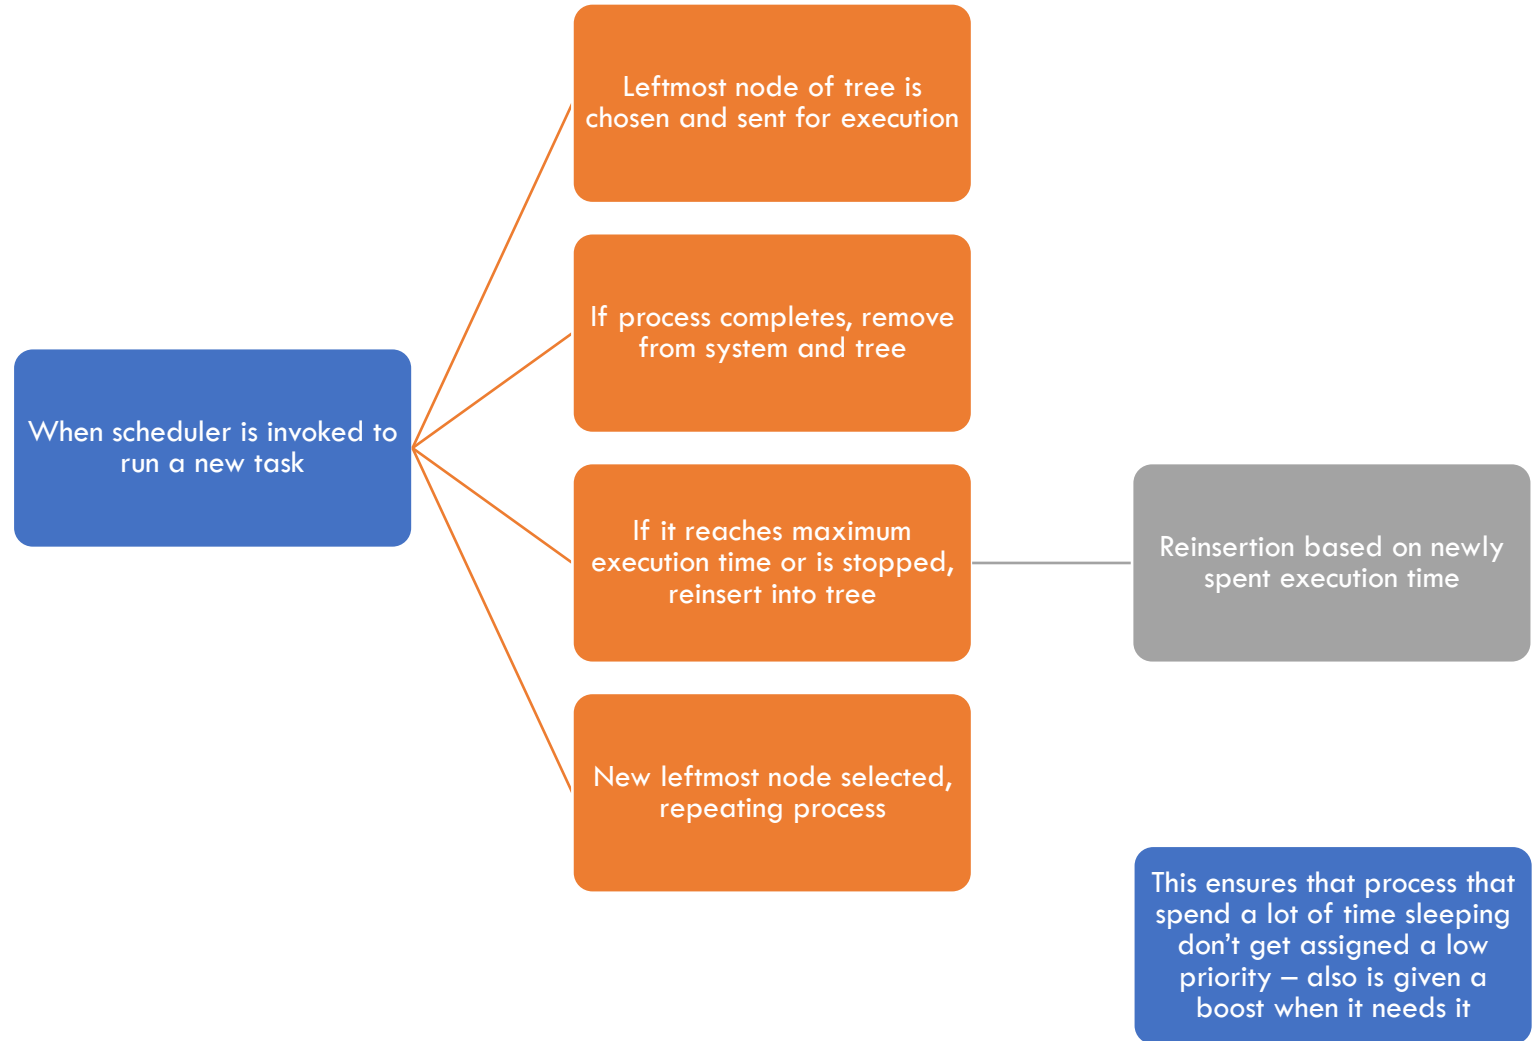 Leftmost node of tree is
chosen and sent for execution
If process completes, remove
from system and tree
When scheduler is invoked to
run a new task
If it reaches maximum
execution time or is stopped,
reinsert into tree
Reinsertion based on newly
spent execution time
New leftmost node selected,
repeating process
This ensures that process that
spend a lot of time sleeping
don't get assigned a low
priority – also is given a
boost when it needs it